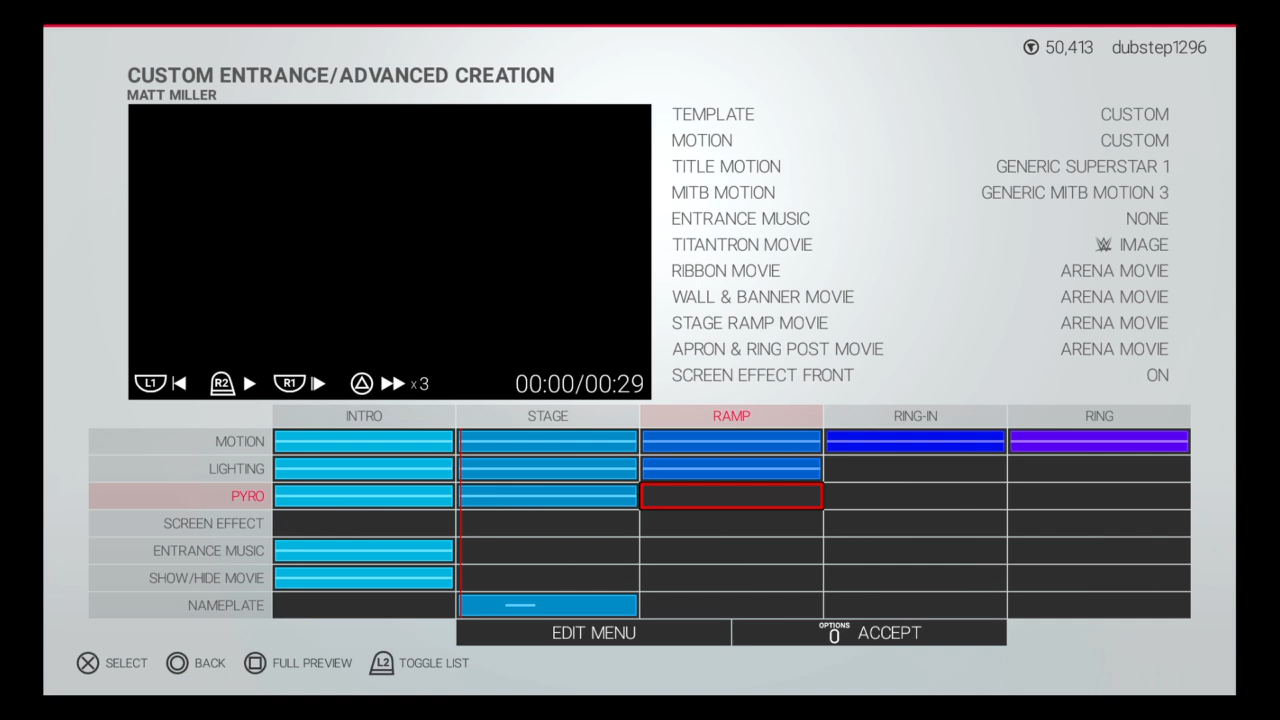 50,413 dubstep1296
CUSTOM ENTRANCE/ADVANCED CREATION
MATT MILLER
TEMPLATE CUSTOM
MOTION CUSTOM
TITLE MOTION GENERIC SUPERSTAR 1
MITB MOTION GENERIC MITB MOTION 3
ENTRANCE MUSIC NONE
TITANTRON MOVIE W IMAGE
RIBBON MOVIE ARENA MOVIE
WALL & BANNER MOVIE ARENA MOVIE
STAGE RAMP MOVIE ARENA MOVIE
APRON & RING POST MOVIE ARENA MOVIE
SCREEN EFFECT FRONT ON
L1 R2 R1 x3 00:00/00:29
INTRO STAGE RAMP RING-IN RING
MOTION
LIGHTING
PYRO
SCREEN EFFECT
ENTRANCE MUSIC
SHOW/HIDE MOVIE
NAMEPLATE
EDIT MENU OPTIONS ACCEPT
SELECT BACK FULL PREVIEW L2 TOGGLE LIST